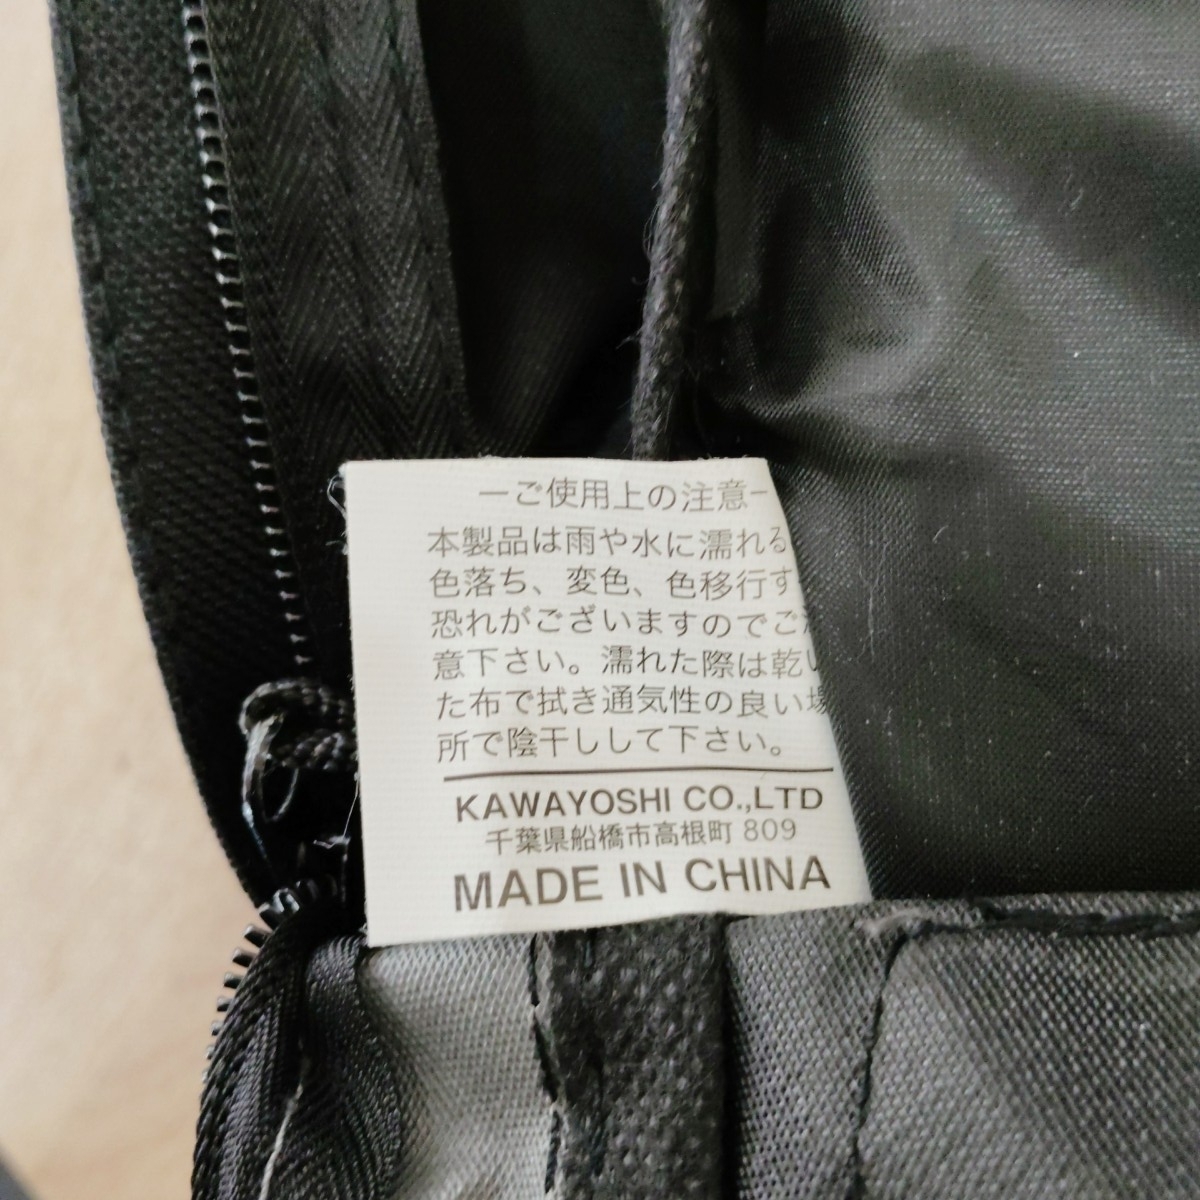 ーご使用上の注意ー
本製品は雨や水に濡れる
色落ち、変色、色移行す
恐れがございますのでご注
意下さい。濡れた際は乾い
た布で拭き通気性の良い場
所で陰干しして下さい。
KAWAYOSHI CO.,LTD
千葉県船橋市高根町 809
MADE IN CHINA